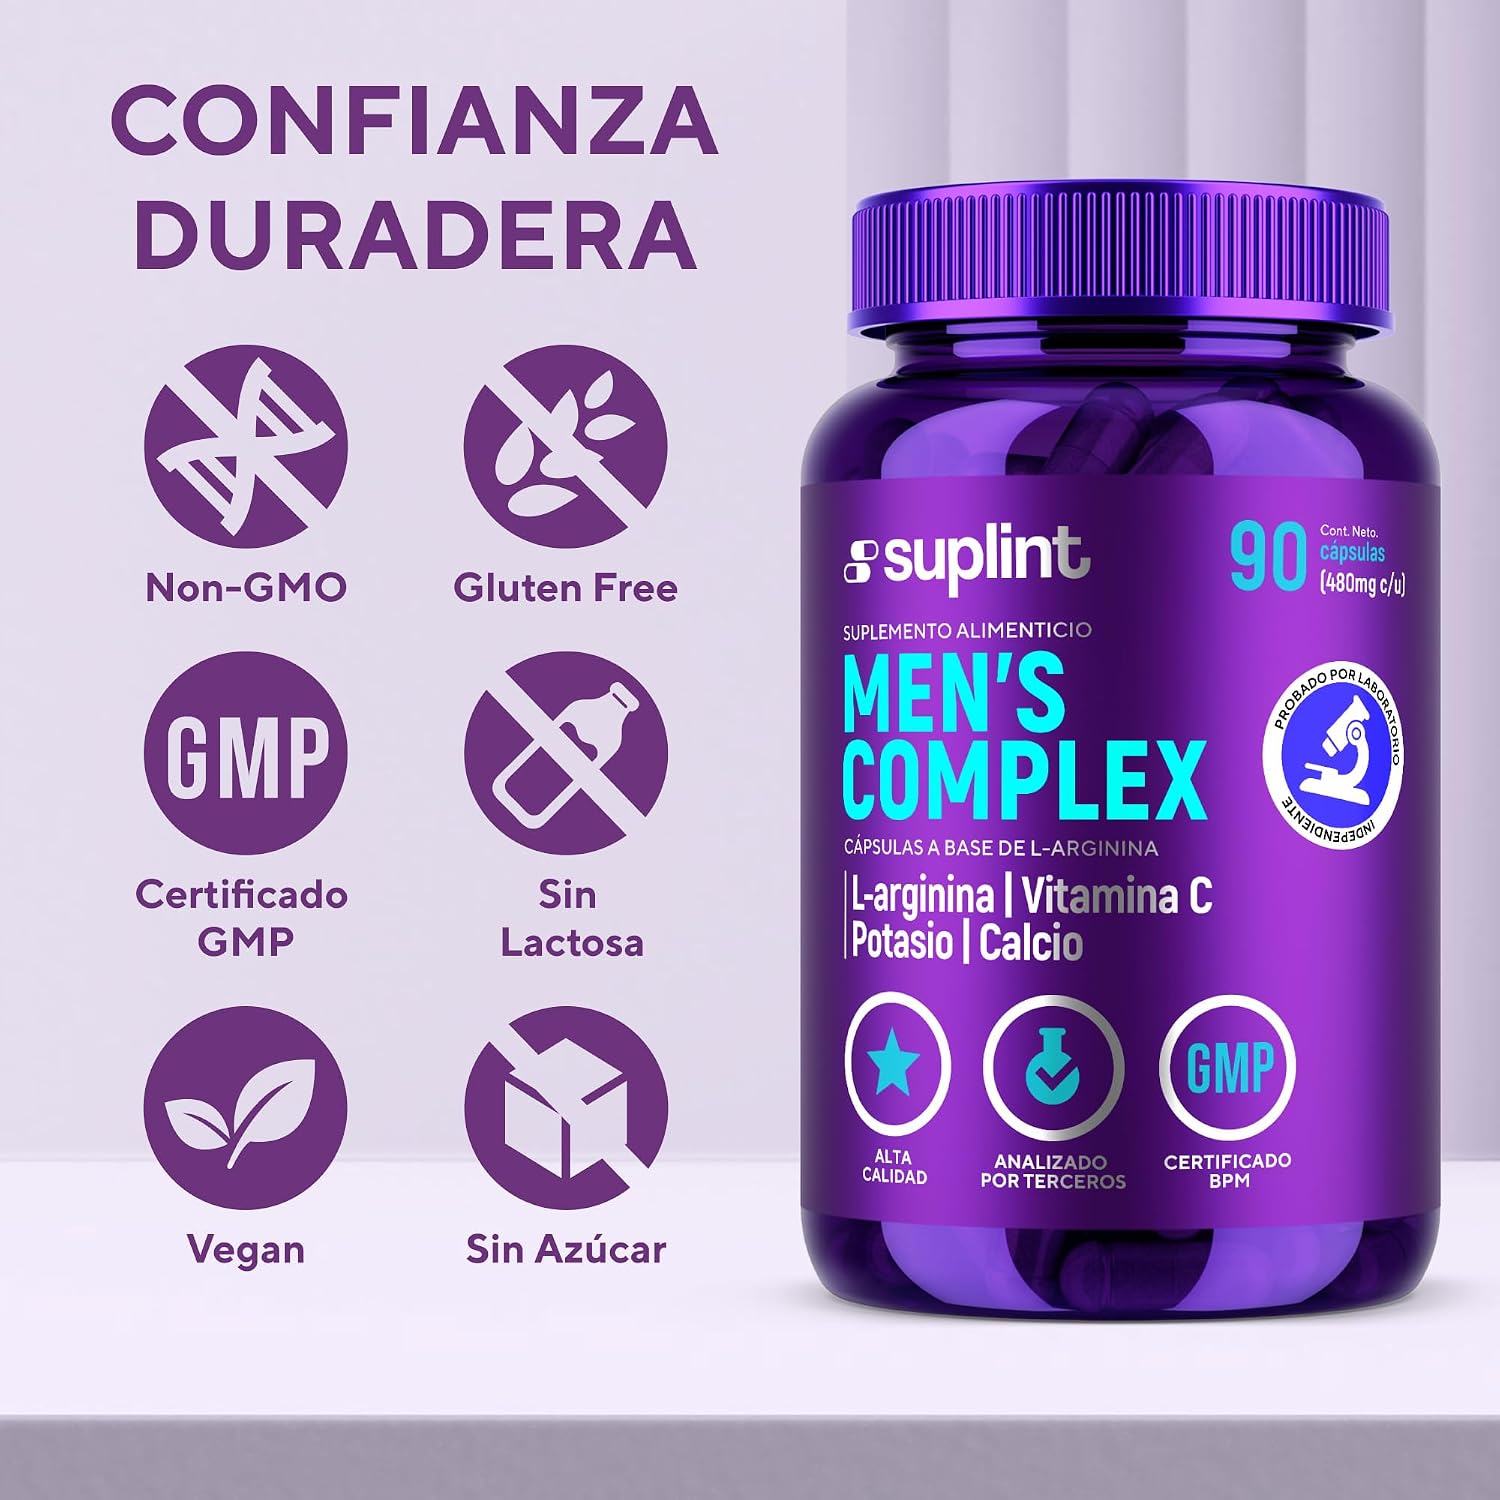 CONFIANZA
DURADERA
Non-GMO
Gluten Free
GMP
Certificado
GMP
Sin
Lactosa
Vegan
Sin Azúcar
suplint
90
Cont. Neto.
cápsulas
(480mg c/u)
SUPLEMENTO ALIMENTICIO
MEN'S
COMPLEX
PROBADO POR LABORATORIO
INDEPENDIENTE
CÁPSULAS A BASE DE L-ARGININA
L-arginina | Vitamina C
Potasio | Calcio
ALTA
CALIDAD
ANALIZADO
POR TERCEROS
GMP
CERTIFICADO
BPM